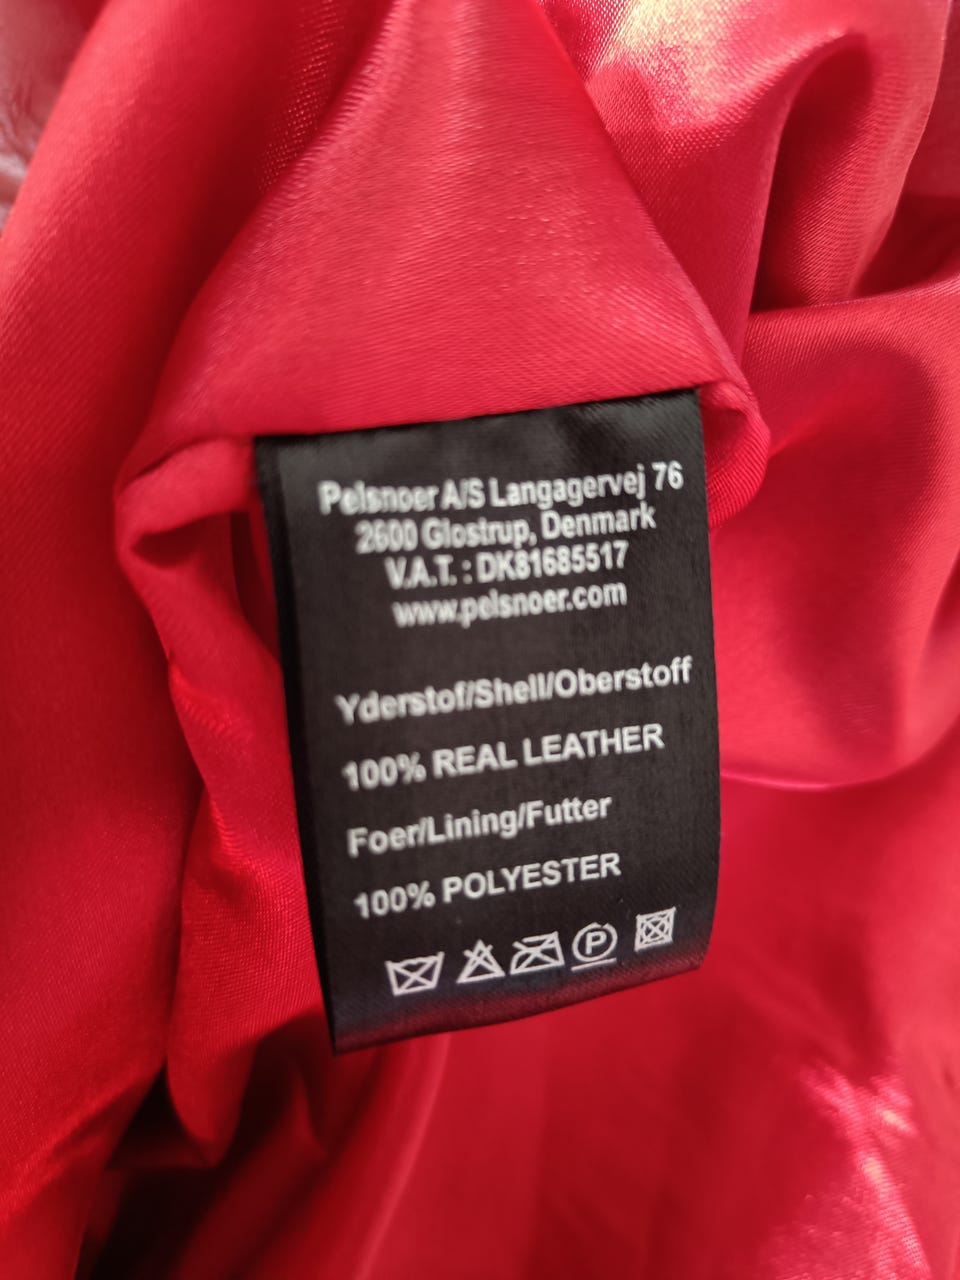 Pelsnoer A/S Langagervej 76
2600 Glostrup, Denmark
V.A.T. : DK81685517
www.pelsnoer.com
Yderstof/Shell/Oberstoff
100% REAL LEATHER
Foer/Lining/Futter
100% POLYESTER
P